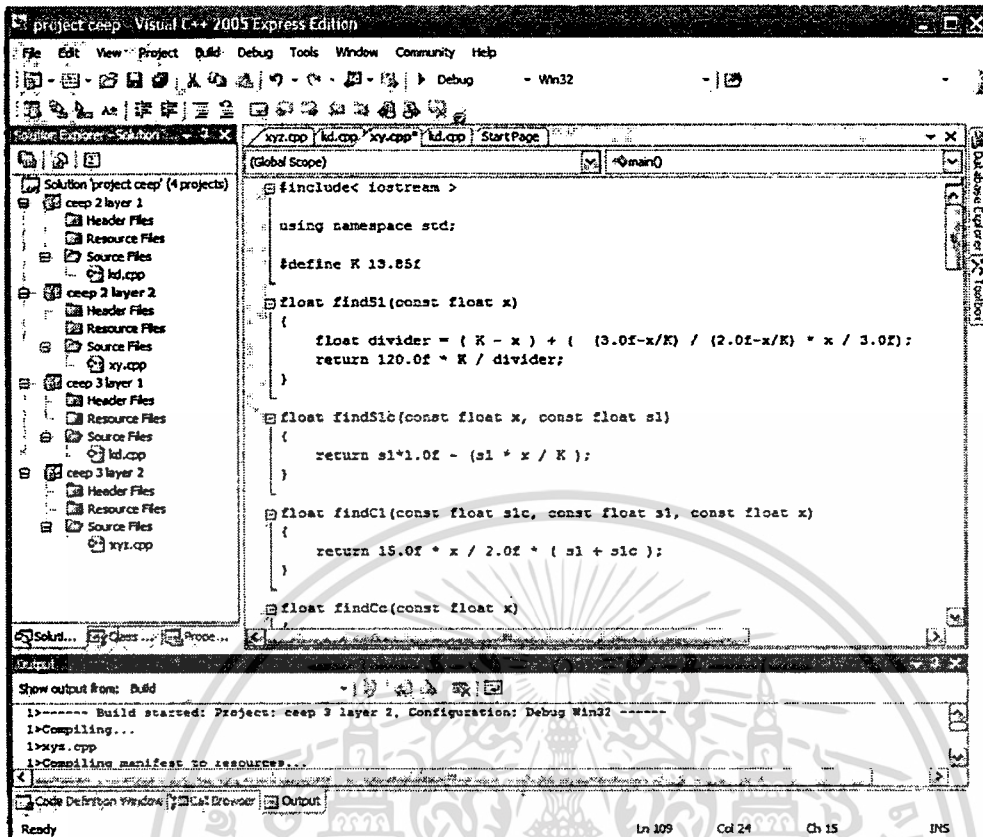 project ceep - Visual C++ 2005 Express Edition
File Edit View Project Build Debug Tools Window Community Help
Debug Win32
Solution Explorer - Solution
xyz.cpp kd.cpp xy.cpp* kd.cpp Start Page
(Global Scope) main()
Solution 'project ceep' (4 projects)
ceep 2 layer 1
Header Files
Resource Files
Source Files
kd.cpp
ceep 2 layer 2
Header Files
Resource Files
Source Files
xy.cpp
ceep 3 layer 1
Header Files
Resource Files
Source Files
kd.cpp
ceep 3 layer 2
Header Files
Resource Files
Source Files
xyz.cpp
Soluti... Class ... Prope...
#include< iostream >
using namespace std;
#define K 13.85f
float findS1(const float x)
{
float divider = ( K - x ) + ( (3.0f-x/K) / (2.0f-x/K) * x / 3.0f);
return 120.0f * K / divider;
}
float findS1c(const float x, const float s1)
{
return s1*1.0f - (s1 * x / K );
}
float findC1(const float s1c, const float s1, const float x)
{
return 15.0f * x / 2.0f * ( s1 + s1c );
}
float findCc(const float x)
{
Database Explorer Toolbox
Output
Show output from: Build
1>------ Build started: Project: ceep 3 layer 2, Configuration: Debug Win32 ------
1>Compiling...
1>xyz.cpp
1>Compiling manifest to resources...
Code Definition Window Call Browser Output
Ready Ln 109 Col 24 Ch 15 INS